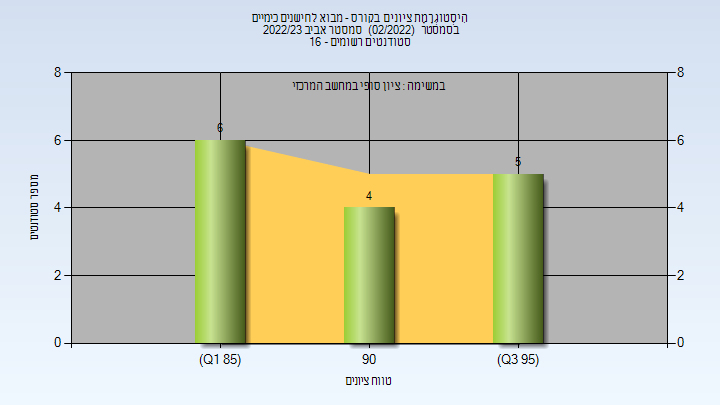 היסטוגרמת ציונים בקורס - מבוא לחישנים כימיים
בסמסטר (02/2022) סמסטר אביב 2022/23
סטודנטים רשומים - 16
במשימה : ציון סופי במחשב המרכזי
8
6
4
2
0
8
6
4
2
0
6
4
5
מספר סטודנטים
(Q1 85)
90
(Q3 95)
טווח ציונים